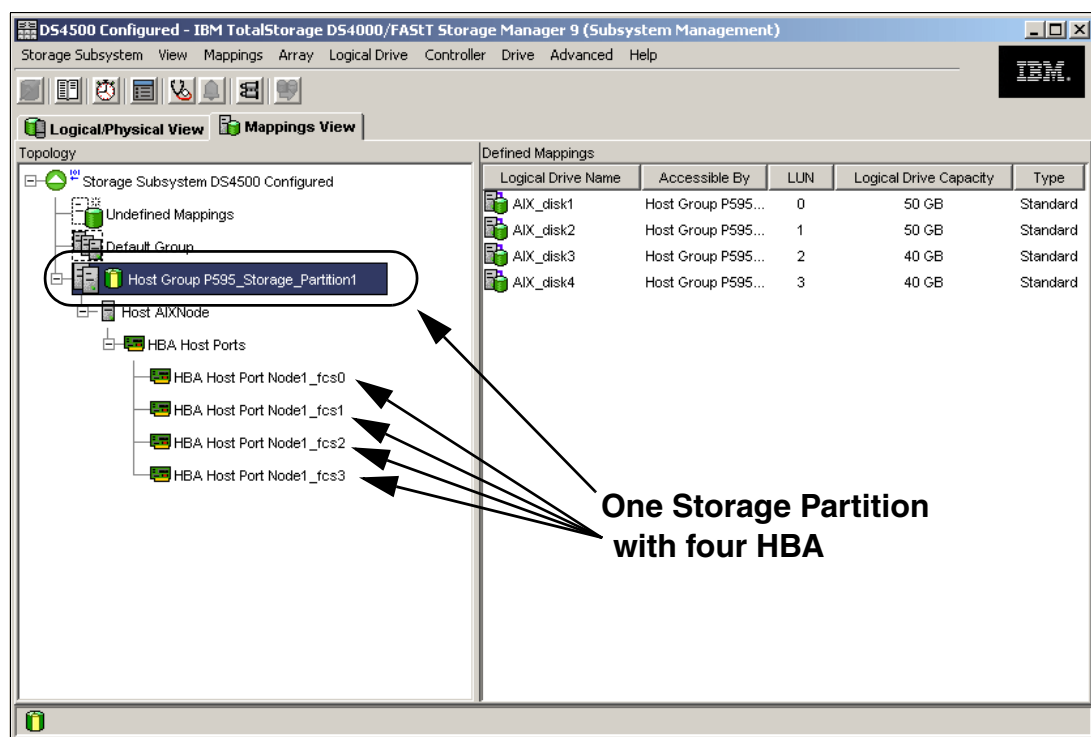 DS4500 Configured - IBM TotalStorage DS4000/FAStT Storage Manager 9 (Subsystem Management)
Storage Subsystem View Mappings Array Logical Drive Controller Drive Advanced Help
IBM.
Logical/Physical View Mappings View
Topology
Storage Subsystem DS4500 Configured
Undefined Mappings
Default Group
Host Group P595_Storage_Partition1
Host AIXNode
HBA Host Ports
HBA Host Port Node1_fcs0
HBA Host Port Node1_fcs1
HBA Host Port Node1_fcs2
HBA Host Port Node1_fcs3
Defined Mappings
Logical Drive Name Accessible By LUN Logical Drive Capacity Type
AIX_disk1 Host Group P595... 0 50 GB Standard
AIX_disk2 Host Group P595... 1 50 GB Standard
AIX_disk3 Host Group P595... 2 40 GB Standard
AIX_disk4 Host Group P595... 3 40 GB Standard
One Storage Partition
with four HBA